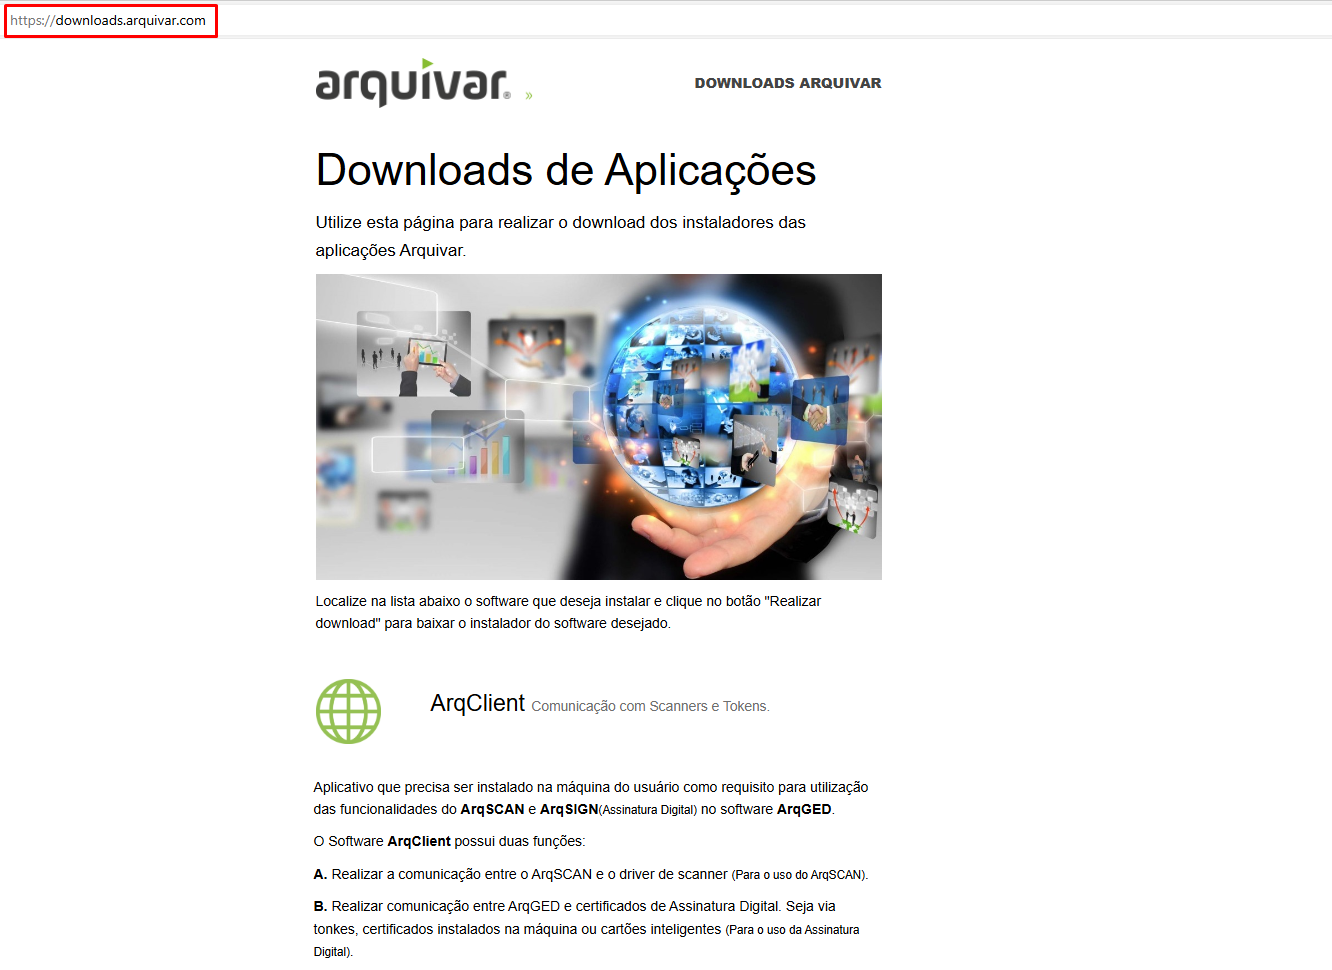 https://downloads.arquivar.com
arquivar® »
DOWNLOADS ARQUIVAR
Downloads de Aplicações
Utilize esta página para realizar o download dos instaladores das
aplicações Arquivar.
Localize na lista abaixo o software que deseja instalar e clique no botão "Realizar
download" para baixar o instalador do software desejado.
ArqClient Comunicação com Scanners e Tokens.
Aplicativo que precisa ser instalado na máquina do usuário como requisito para utilização
das funcionalidades do ArqSCAN e ArqSIGN(Assinatura Digital) no software ArqGED.
O Software ArqClient possui duas funções:
A. Realizar a comunicação entre o ArqSCAN e o driver de scanner (Para o uso do ArqSCAN).
B. Realizar comunicação entre ArqGED e certificados de Assinatura Digital. Seja via
tonkes, certificados instalados na máquina ou cartões inteligentes (Para o uso da Assinatura
Digital).